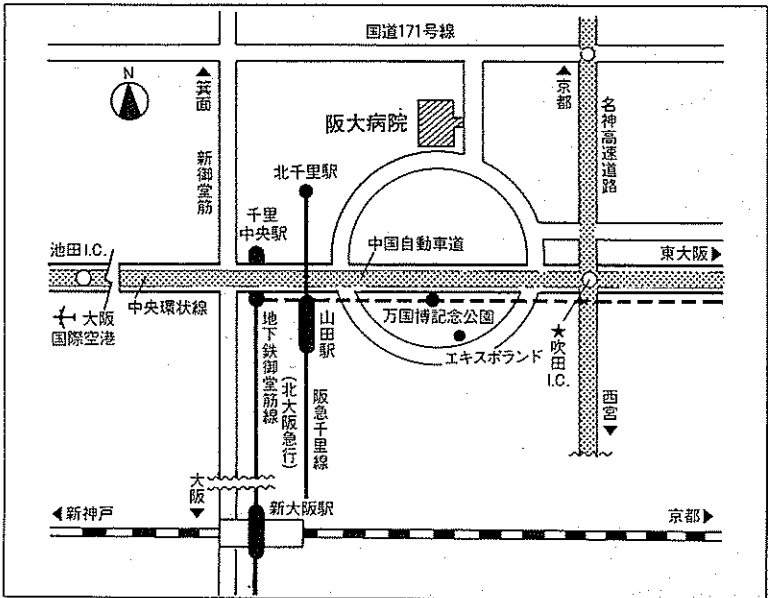 国道171号線
N
▲箕面
▲京都
名神高速道路
阪大病院
新御堂筋
北千里駅
千里
中央駅
中国自動車道
池田I.C.
東大阪▶
中央環状線
大阪
国際空港
万国博記念公園
山田駅
エキスポランド
★吹田
I.C.
地下鉄御堂筋線
(北大阪急行)
阪急千里線
西宮▼
大阪▼
新大阪駅
◀新神戸
京都▶